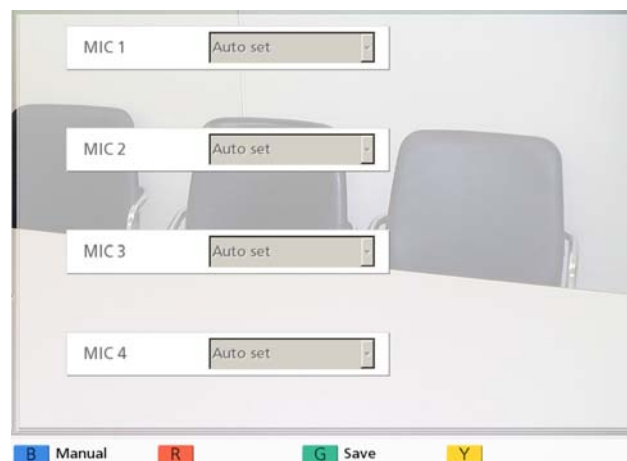 MIC 1 Auto set
MIC 2 Auto set
MIC 3 Auto set
MIC 4 Auto set
B Manual R G Save Y